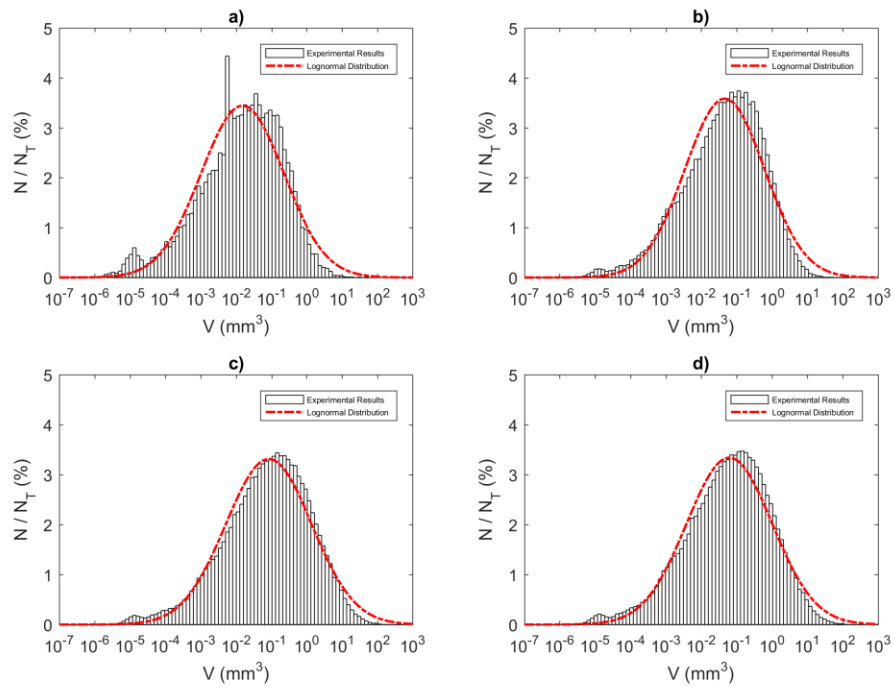 a)
5
4
3
2
1
0
N / N_T (%)
Experimental Results
Lognormal Distribution
10^-7 10^-6 10^-5 10^-4 10^-3 10^-2 10^-1 10^0 10^1 10^2 10^3
V (mm^3)
b)
5
4
3
2
1
0
N / N_T (%)
Experimental Results
Lognormal Distribution
10^-7 10^-6 10^-5 10^-4 10^-3 10^-2 10^-1 10^0 10^1 10^2 10^3
V (mm^3)
c)
5
4
3
2
1
0
N / N_T (%)
Experimental Results
Lognormal Distribution
10^-7 10^-6 10^-5 10^-4 10^-3 10^-2 10^-1 10^0 10^1 10^2 10^3
V (mm^3)
d)
5
4
3
2
1
0
N / N_T (%)
Experimental Results
Lognormal Distribution
10^-7 10^-6 10^-5 10^-4 10^-3 10^-2 10^-1 10^0 10^1 10^2 10^3
V (mm^3)